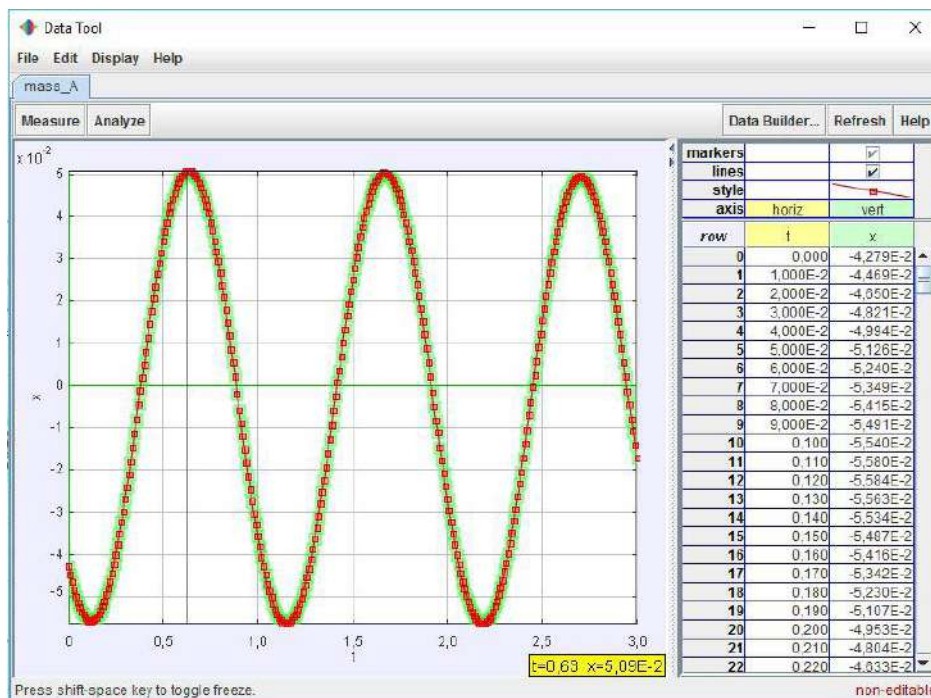 Data Tool
File Edit Display Help
mass_A
Measure Analyze Data Builder... Refresh Help
x 10^-2
5
4
3
2
1
0
-1
-2
-3
-4
-5
x
0 0,5 1,0 1,5 2,0 2,5 3,0
t
t=0,63 x=5,09E-2
markers
lines
style
axis horiz vert
row t x
0 0,000 -4,279E-2
1 1,000E-2 -4,469E-2
2 2,000E-2 -4,650E-2
3 3,000E-2 -4,821E-2
4 4,000E-2 -4,994E-2
5 5,000E-2 -5,126E-2
6 6,000E-2 -5,240E-2
7 7,000E-2 -5,349E-2
8 8,000E-2 -5,415E-2
9 9,000E-2 -5,491E-2
10 0,100 -5,540E-2
11 0,110 -5,580E-2
12 0,120 -5,584E-2
13 0,130 -5,563E-2
14 0,140 -5,534E-2
15 0,150 -5,487E-2
16 0,160 -5,416E-2
17 0,170 -5,342E-2
18 0,180 -5,230E-2
19 0,190 -5,107E-2
20 0,200 -4,953E-2
21 0,210 -4,804E-2
22 0,220 -4,633E-2
Press shift-space key to toggle freeze. non-editable